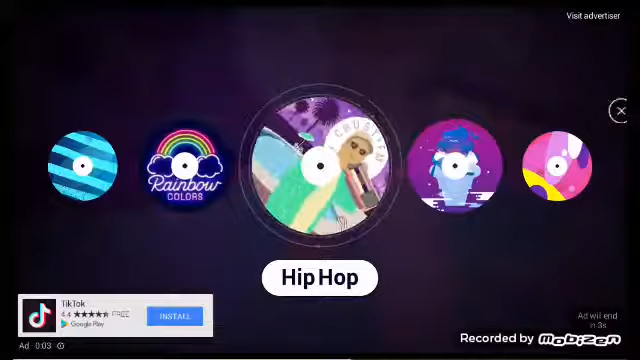 Visit advertiser
CRUSTEN
Rainbow
COLORS
Hip Hop
TikTok
4.4 FREE
Google Play
INSTALL
Ad · 0:03
Ad will end
in 3s
Recorded by MOBIZEN